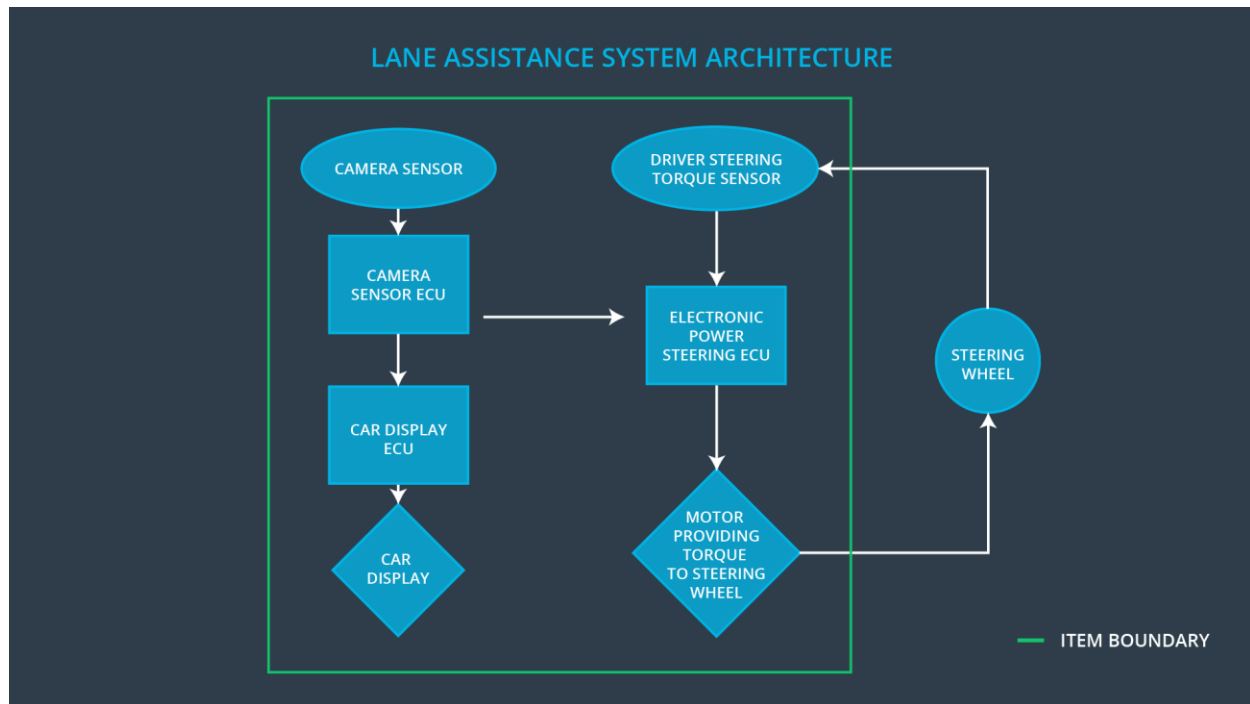 LANE ASSISTANCE SYSTEM ARCHITECTURE
CAMERA SENSOR
CAMERA
SENSOR ECU
CAR DISPLAY
ECU
CAR
DISPLAY
DRIVER STEERING
TORQUE SENSOR
ELECTRONIC
POWER
STEERING ECU
MOTOR
PROVIDING
TORQUE
TO STEERING
WHEEL
STEERING
WHEEL
ITEM BOUNDARY